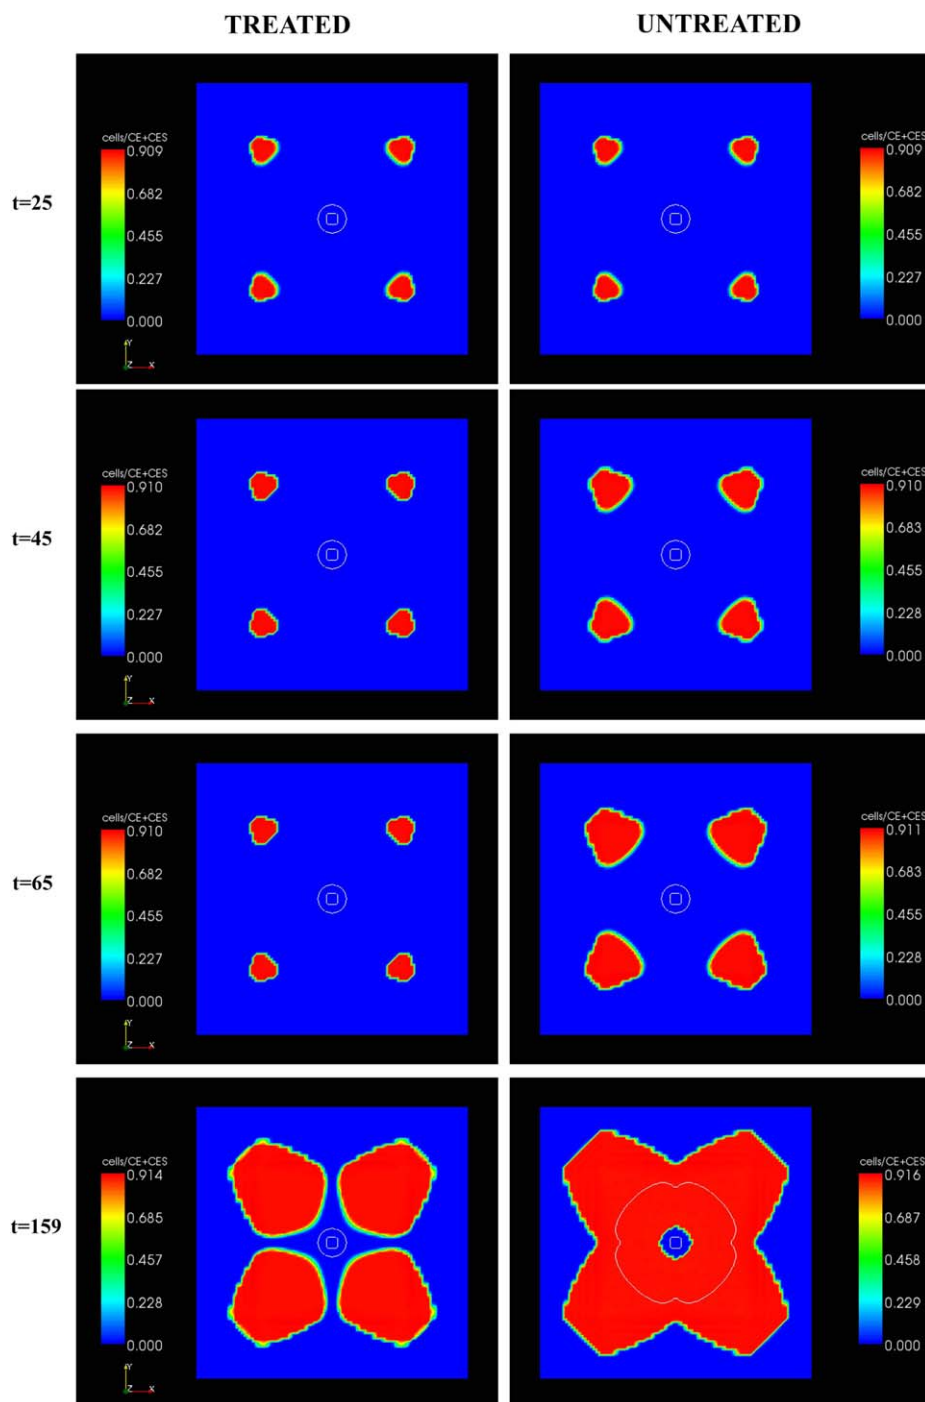 TREATED UNTREATED
t=25
cells/CE+CES
0.909
0.682
0.455
0.227
0.000
Y
Z X
cells/CE+CES
0.909
0.682
0.455
0.227
0.000
t=45
cells/CE+CES
0.910
0.682
0.455
0.227
0.000
Y
Z X
cells/CE+CES
0.910
0.683
0.455
0.228
0.000
t=65
cells/CE+CES
0.910
0.682
0.455
0.227
0.000
Y
Z X
cells/CE+CES
0.911
0.683
0.455
0.228
0.000
t=159
cells/CE+CES
0.914
0.685
0.457
0.228
0.000
Y
Z X
cells/CE+CES
0.916
0.687
0.458
0.229
0.000